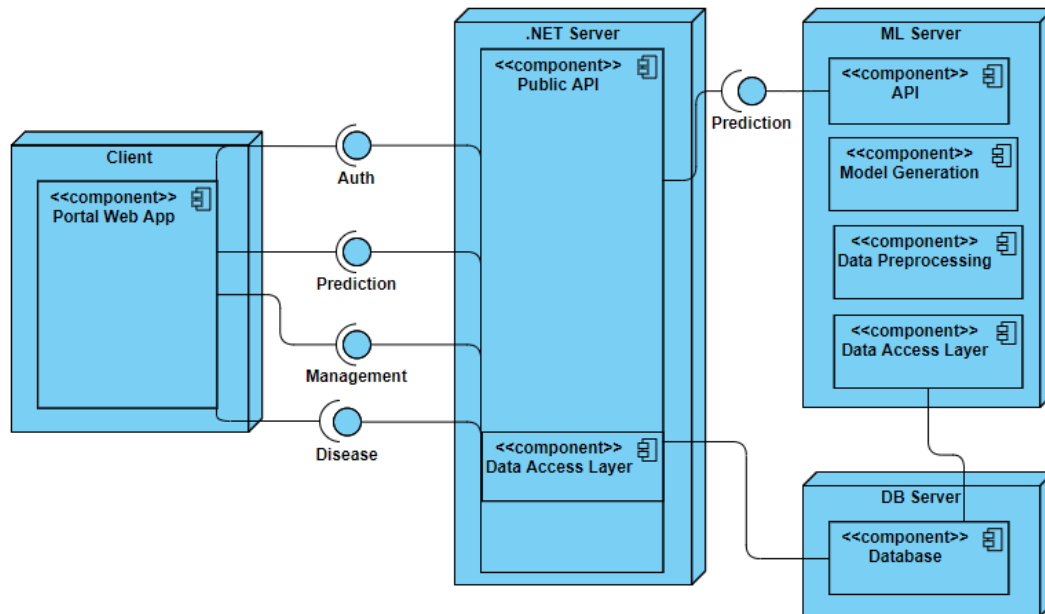 .NET Server
<<component>>
Public API
ML Server
<<component>>
API
Prediction
<<component>>
Model Generation
<<component>>
Data Preprocessing
<<component>>
Data Access Layer
Client
<<component>>
Portal Web App
Auth
Prediction
Management
Disease
<<component>>
Data Access Layer
DB Server
<<component>>
Database